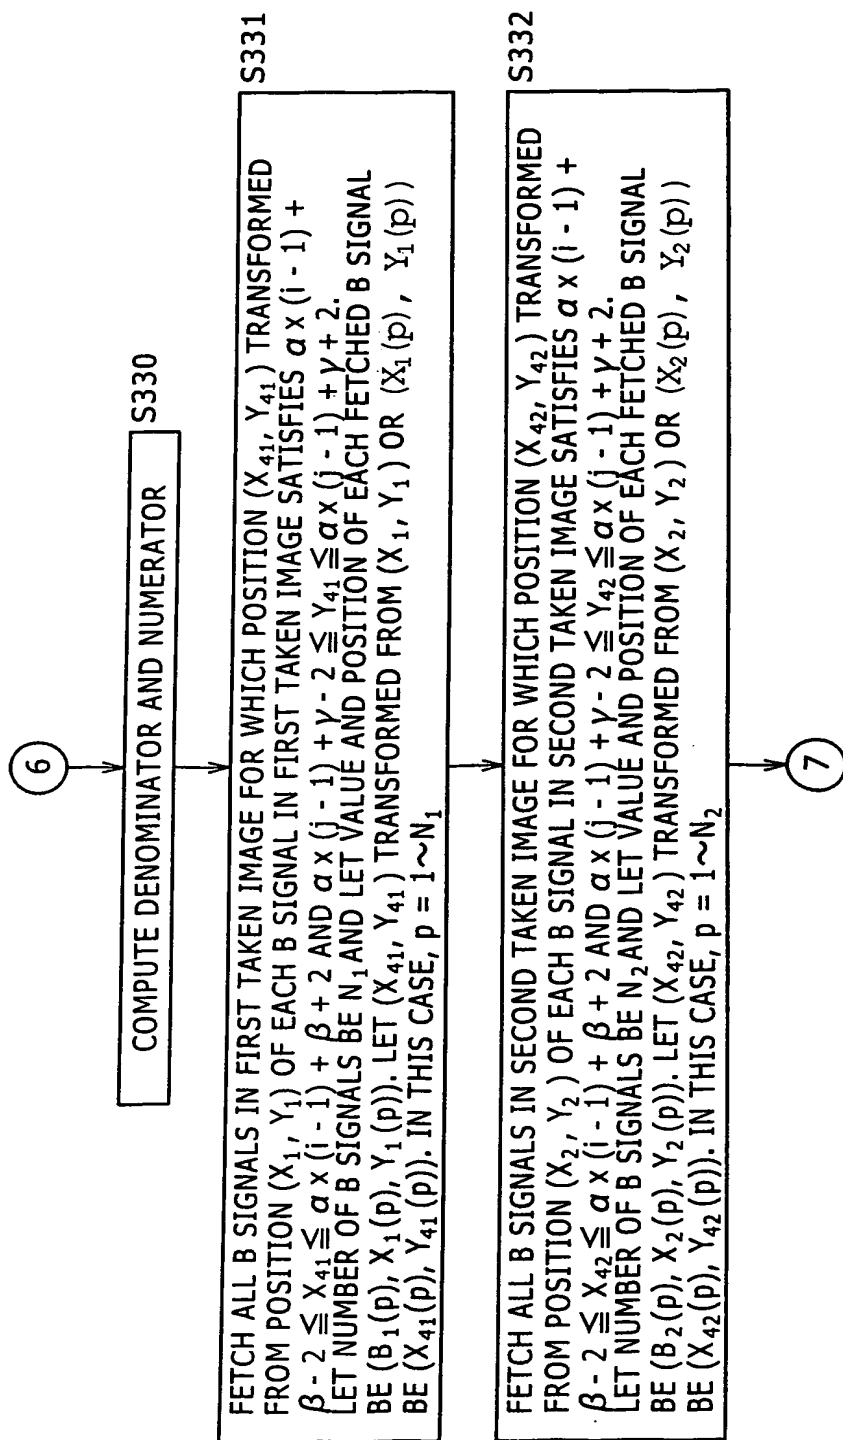 6
COMPUTE DENOMINATOR AND NUMERATOR
S330
S331
FETCH ALL B SIGNALS IN FIRST TAKEN IMAGE FOR WHICH POSITION (X₄₁, Y₄₁) TRANSFORMED
FROM POSITION (X₁, Y₁) OF EACH B SIGNAL IN FIRST TAKEN IMAGE SATISFIES α x (i - 1) +
β - 2 ≦ X₄₁ ≦ α x (i - 1) + β + 2 AND α x (j - 1) + γ - 2 ≦ Y₄₁ ≦ α x (j - 1) + γ + 2.
LET NUMBER OF B SIGNALS BE N₁ AND LET VALUE AND POSITION OF EACH FETCHED B SIGNAL
BE (B₁(p), X₁(p), Y₁(p)). LET (X₄₁, Y₄₁) TRANSFORMED FROM (X₁, Y₁) OR (X₁(p), Y₁(p))
BE (X₄₁(p), Y₄₁(p)). IN THIS CASE, p = 1~N₁
S332
FETCH ALL B SIGNALS IN SECOND TAKEN IMAGE FOR WHICH POSITION (X₄₂, Y₄₂) TRANSFORMED
FROM POSITION (X₂, Y₂) OF EACH B SIGNAL IN SECOND TAKEN IMAGE SATISFIES α x (i - 1) +
β - 2 ≦ X₄₂ ≦ α x (i - 1) + β + 2 AND α x (j - 1) + γ - 2 ≦ Y₄₂ ≦ α x (j - 1) + γ + 2.
LET NUMBER OF B SIGNALS BE N₂ AND LET VALUE AND POSITION OF EACH FETCHED B SIGNAL
BE (B₂(p), X₂(p), Y₂(p)). LET (X₄₂, Y₄₂) TRANSFORMED FROM (X₂, Y₂) OR (X₂(p), Y₂(p))
BE (X₄₂(p), Y₄₂(p)). IN THIS CASE, p = 1~N₂
7